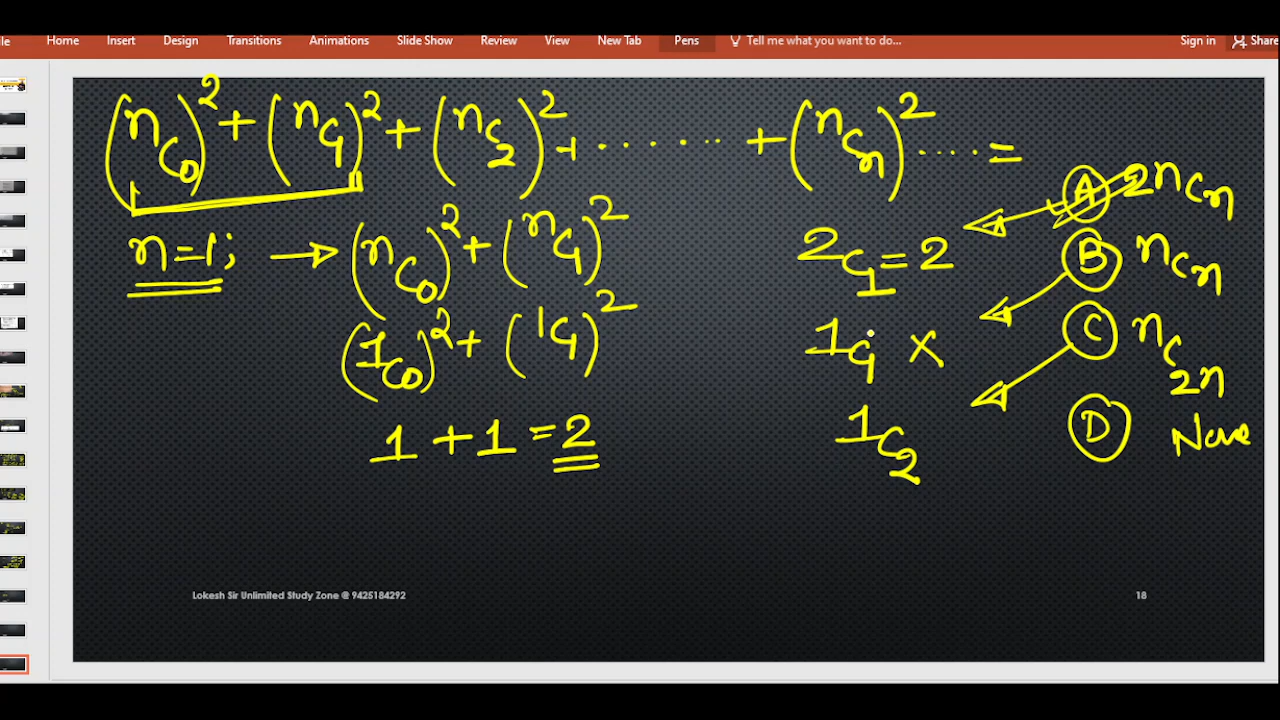 le Home Insert Design Transitions Animations Slide Show Review View New Tab Pens Tell me what you want to do... Sign in Share
(nC0)² + (nC1)² + (nC2)² + ........ + (nCn)² .... =
n=1; → (nC0)² + (nC1)²
(1C0)² + (1C1)²
1 + 1 = 2
2C1 = 2
1C1 ×
1C2
A 2nCn
B nCn
C nC2n
D None
Lokesh Sir Unlimited Study Zone @ 9425184292
18